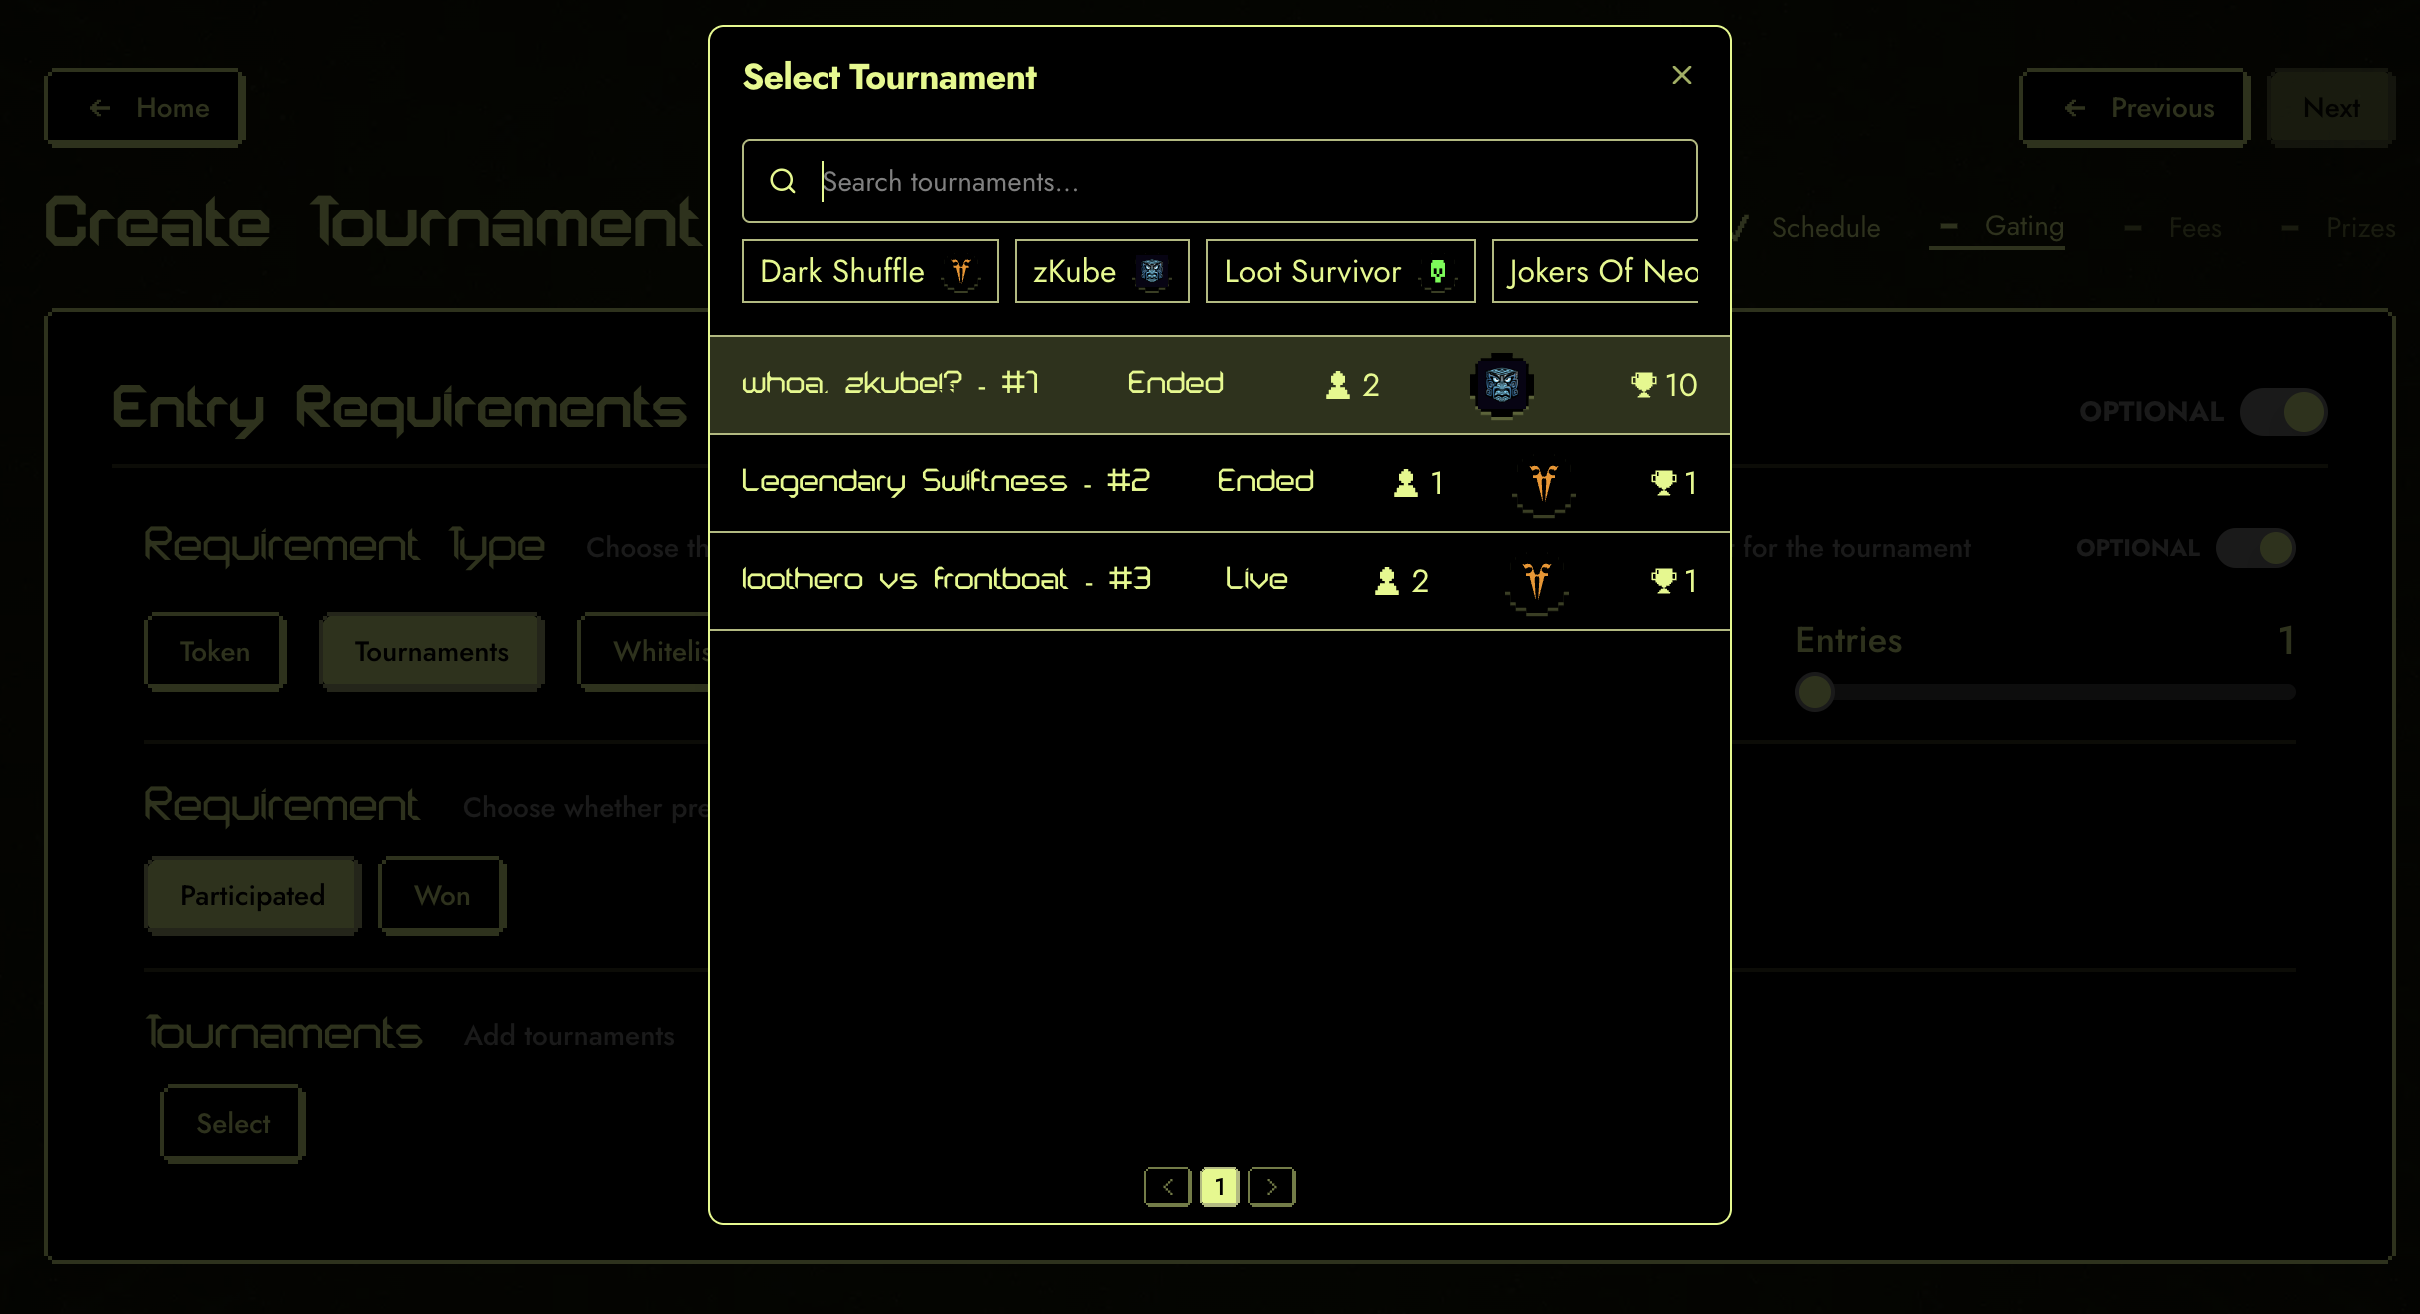 Select Tournament
Home
Previous
Next
Search tournaments...
Create Tournament
Schedule
Gating
Fees
Prizes
Dark Shuffle
zKube
Loot Survivor
Jokers Of Neo
whoa. zkube!? - #1 Ended 2 10
Entry Requirements
OPTIONAL
Legendary Swiftness - #2 Ended 1 1
Requirement Type
Choose th
for the tournament
OPTIONAL
loothero vs frontboat - #3 Live 2 1
Token
Tournaments
Whitelis
Entries
1
Requirement
Choose whether pre
Participated
Won
Tournaments
Add tournaments
Select
1